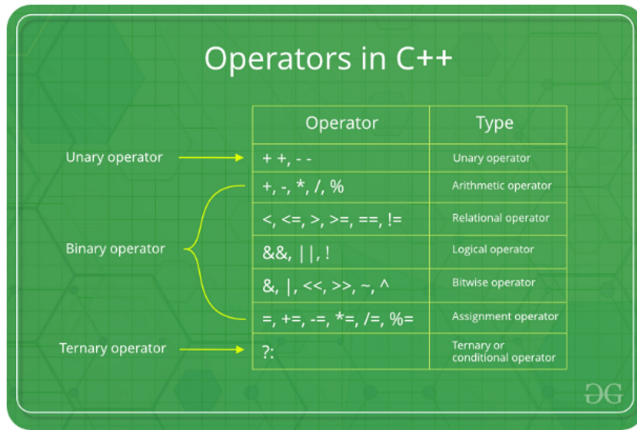 Operators in C++
Operator Type
Unary operator + +, - - Unary operator
+, -, *, /, % Arithmetic operator
<, <=, >, >=, ==, != Relational operator
Binary operator &&, ||, ! Logical operator
&, |, <<, >>, ~, ^ Bitwise operator
=, +=, -=, *=, /=, %= Assignment operator
Ternary operator ?: Ternary or
conditional operator
GG